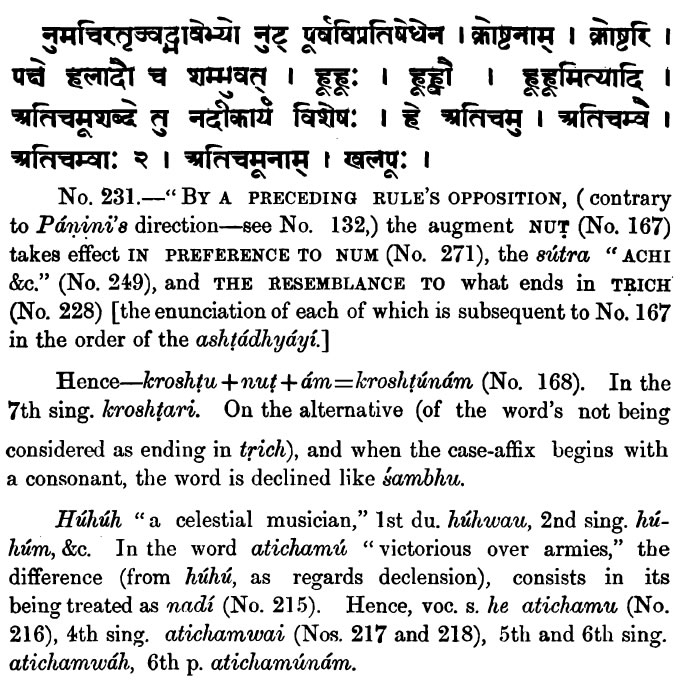 नुमचिरतृज्वद्भावेभ्यो नुट् पूर्वविप्रतिषेधेन । क्रोष्टूनाम् । क्रोष्टरि ।
पक्षे हलादौ च शम्भुवत् । हूहूः । हूह्वौ । हूहूमित्यादि ।
अतिचमूशब्दे तु नदीकार्यं विशेषः । हे अतिचमु । अतिचम्वै ।
अतिचम्वाः २ । अतिचमूनाम् । खलपूः ।
No. 231.—“BY A PRECEDING RULE'S OPPOSITION, ( contrary
to Páṇini's direction—see No. 132,) the augment NUṬ (No. 167)
takes effect IN PREFERENCE TO NUM (No. 271), the sútra “ACHI
&c.” (No. 249), and THE RESEMBLANCE TO what ends in TṚICH
(No. 228) [the enunciation of each of which is subsequent to No. 167
in the order of the ashṭádhyáyí.]
Hence—kroshṭu+nuṭ+ám=kroshṭúnám (No. 168). In the
7th sing. kroshṭari. On the alternative (of the word's not being
considered as ending in tṛich), and when the case-affix begins with
a consonant, the word is declined like śambhu.
Húhúh “a celestial musician,” 1st du. húhwau, 2nd sing. hú-
húm, &c. In the word atichamú “victorious over armies,” the
difference (from húhú, as regards declension), consists in its
being treated as nadí (No. 215). Hence, voc. s. he atichamu (No.
216), 4th sing. atichamwai (Nos. 217 and 218), 5th and 6th sing.
atichamwáh, 6th p. atichamúnám.